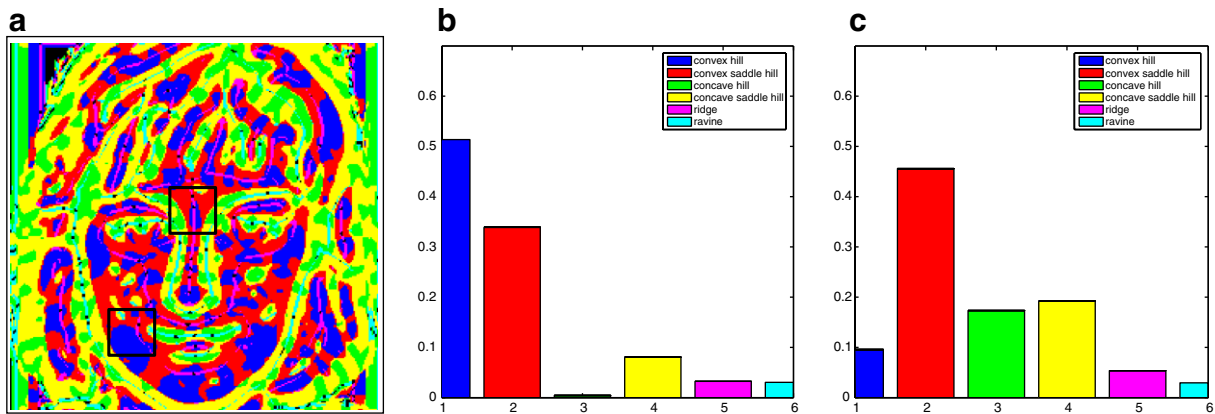 a
b
c
0.6
0.5
0.4
0.3
0.2
0.1
0
1 2 3 4 5 6
convex hill
convex saddle hill
concave hill
concave saddle hill
ridge
ravine
0.6
0.5
0.4
0.3
0.2
0.1
0
1 2 3 4 5 6
convex hill
convex saddle hill
concave hill
concave saddle hill
ridge
ravine